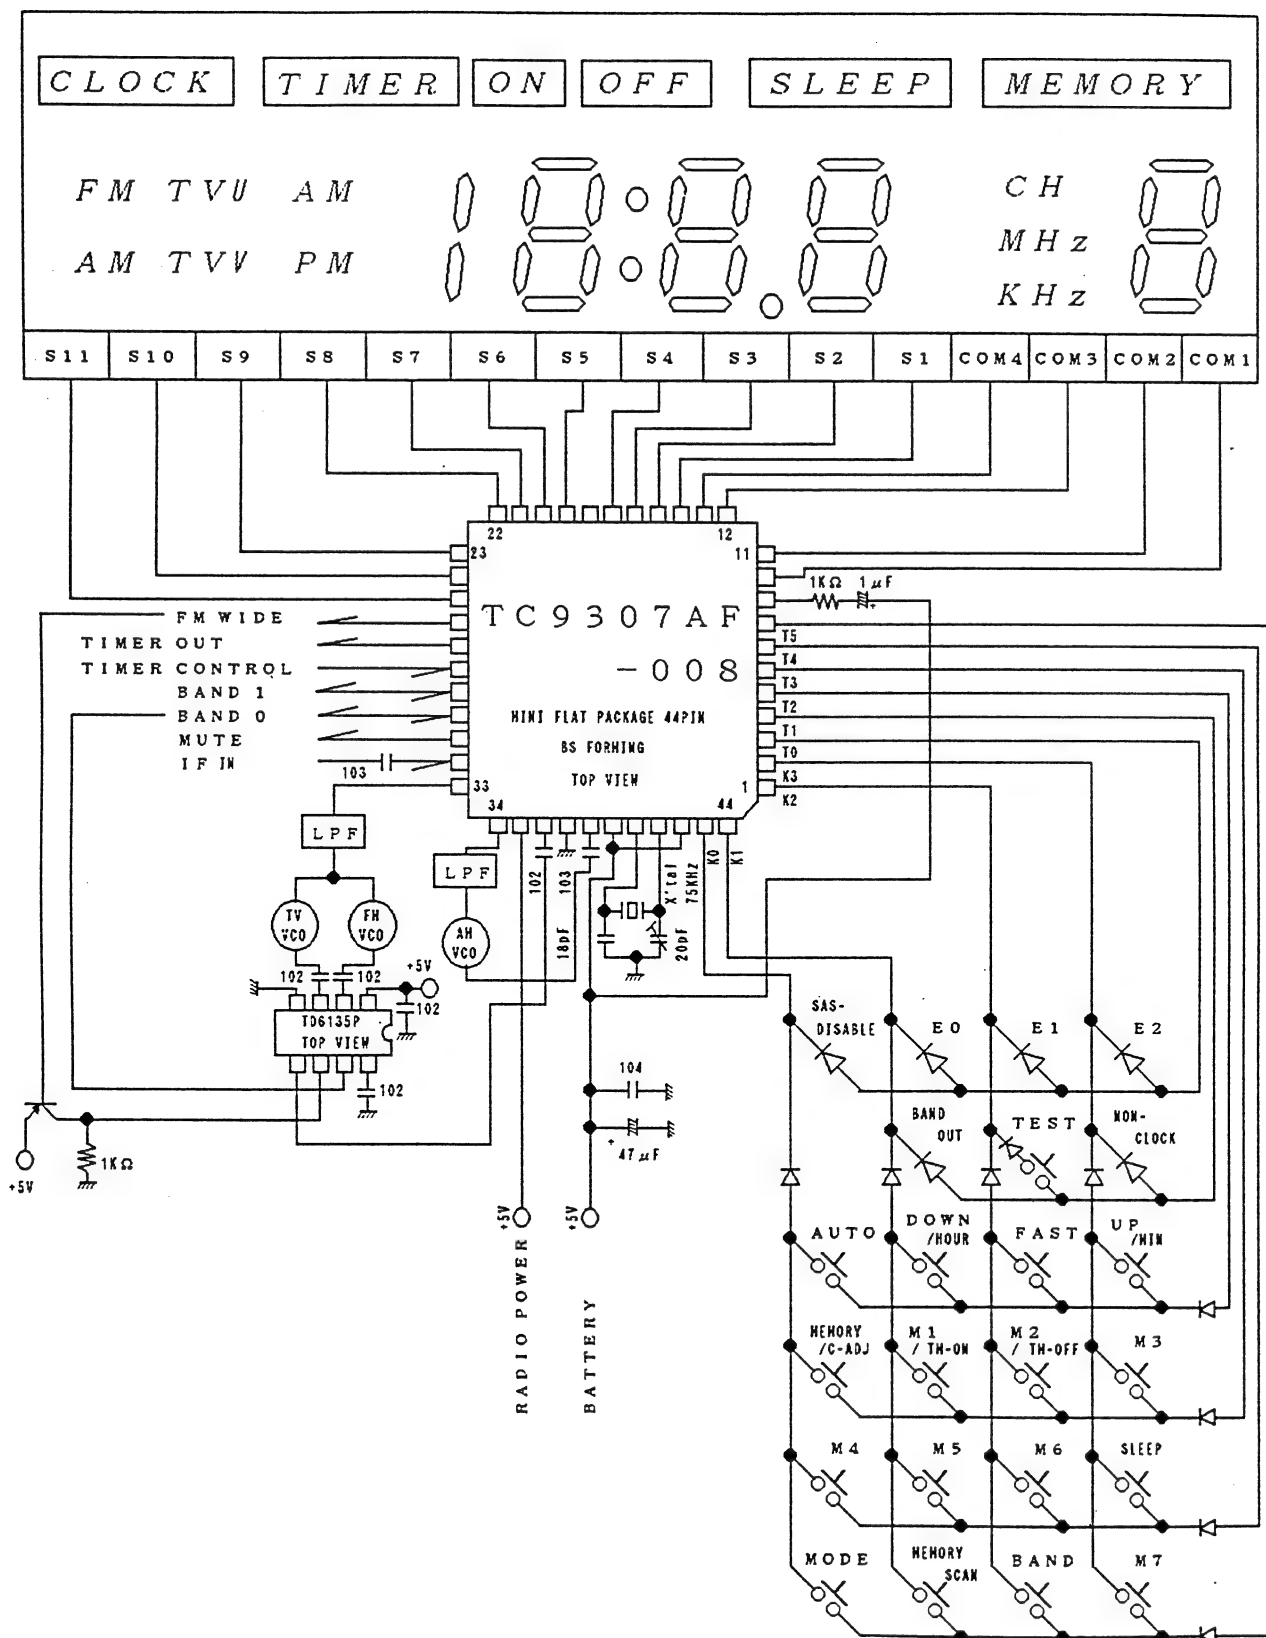 CLOCK TIMER ON OFF SLEEP MEMORY
FM TVU AM CH
MHz
AM TVV PM KHz
S11 S10 S9 S8 S7 S6 S5 S4 S3 S2 S1 COM4 COM3 COM2 COM1
22 12
23 11
1KΩ 1μF
+
TC9307AF
-008
MINI FLAT PACKAGE 44PIN
BS FORMING
TOP VIEW
33 1
34 44
FM WIDE
TIMER OUT
TIMER CONTROL
BAND 1
BAND 0
MUTE
IF IN
103
T5
T4
T3
T2
T1
T0
K3
K2
K0
K1
LPF
LPF
TV
VCO
FM
VCO
AM
VCO
102
103
18pF
X'tal
75KHz
20pF
102
102
+5V
102
TD6135P
TOP VIEW
102
1KΩ
+5V
104
+
47μF
+5V
RADIO POWER
+5V
BATTERY
SAS-
DISABLE
E0 E1 E2
BAND
OUT
TEST
NON-
CLOCK
AUTO
DOWN
/HOUR
FAST
UP
/MIN
MEMORY
/C-ADJ
M1
/ TM-ON
M2
/ TM-OFF
M3
M4 M5 M6 SLEEP
MODE
MEMORY
SCAN
BAND M7